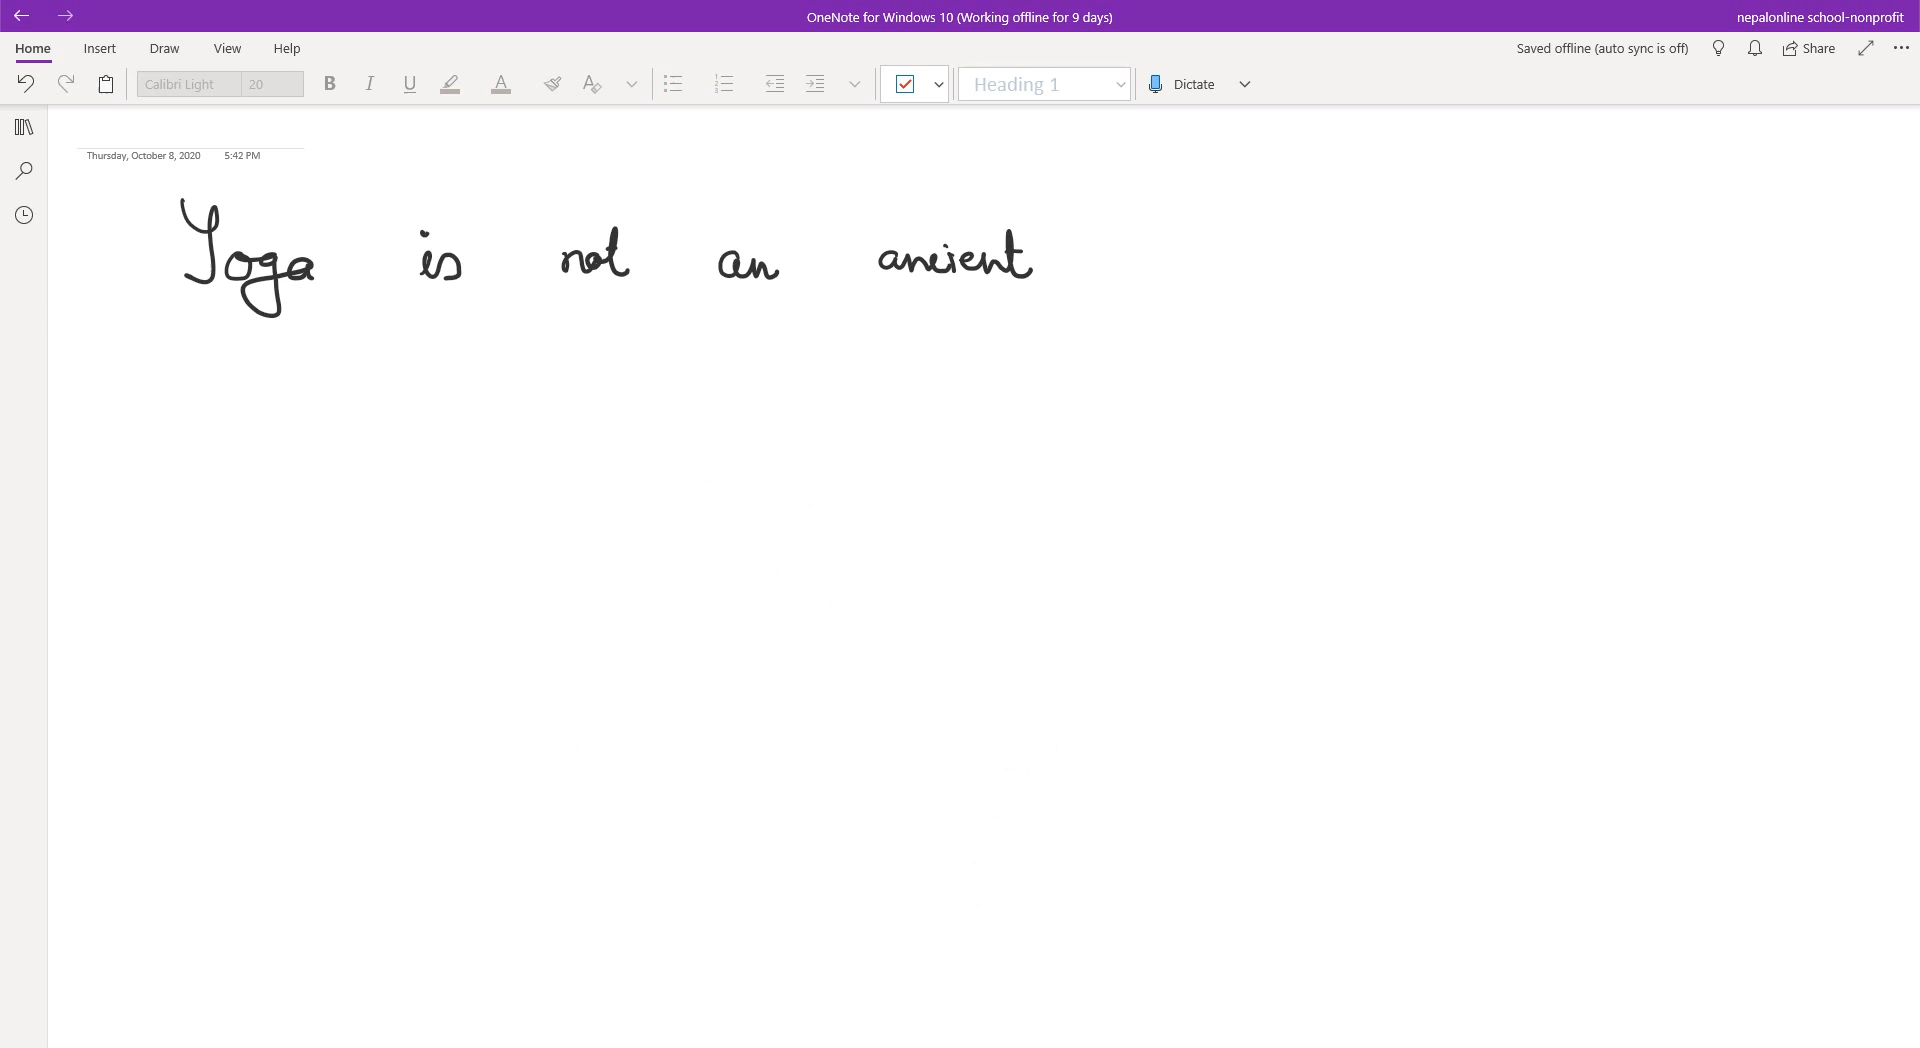 OneNote for Windows 10 (Working offline for 9 days)
nepalonline school-nonprofit
Home Insert Draw View Help
Saved offline (auto sync is off) Share
Calibri Light 20 B I U A A Heading 1 Dictate
Thursday, October 8, 2020 5:42 PM
Yoga is not an ancient